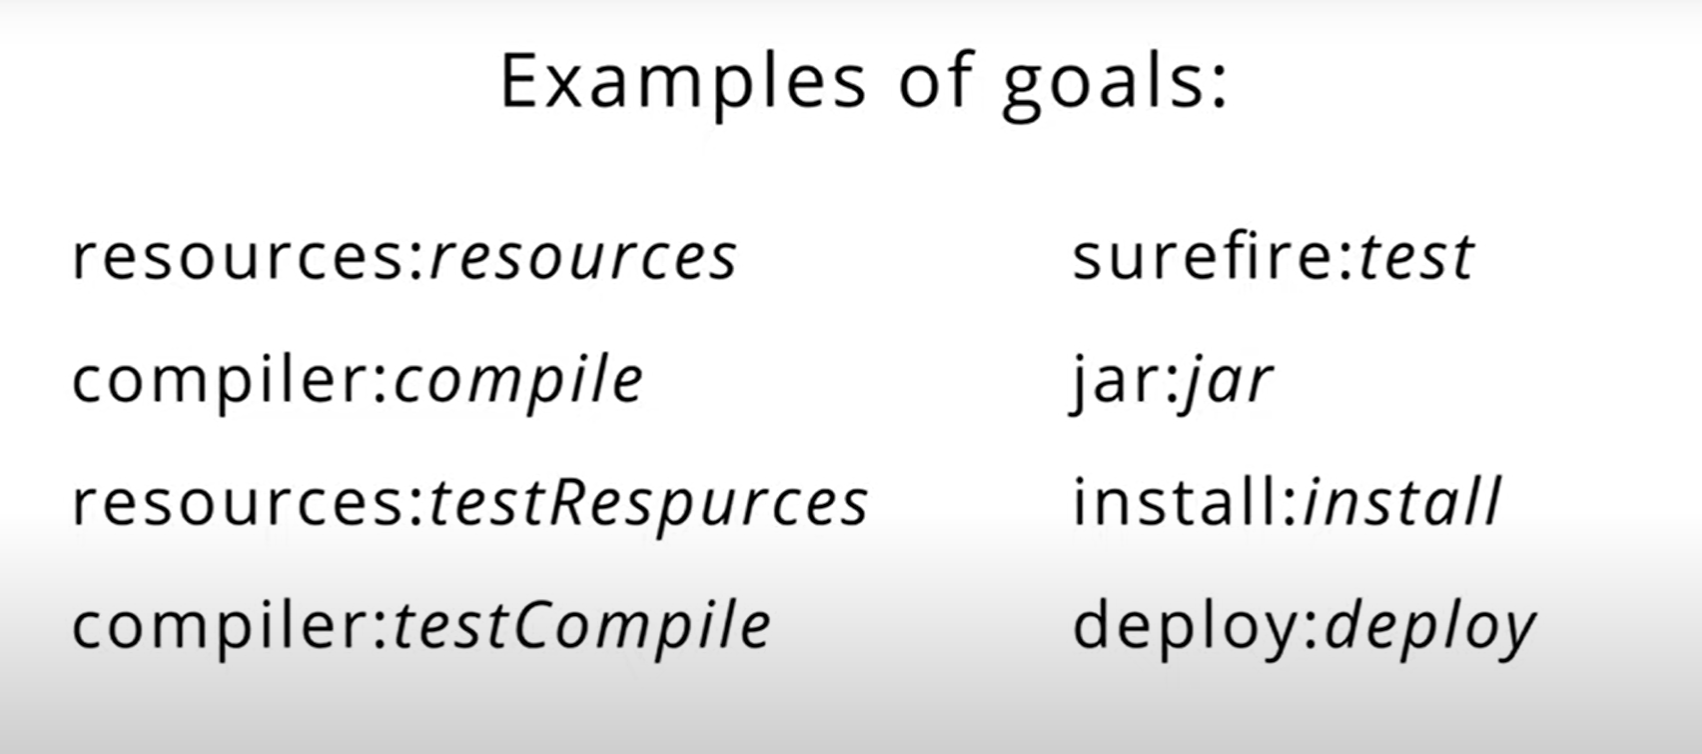 Examples of goals:
resources:resources
compiler:compile
resources:testRespurces
compiler:testCompile
surefire:test
jar:jar
install:install
deploy:deploy